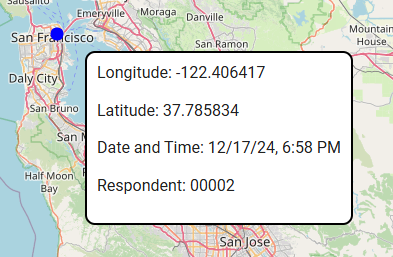 Sausalito
Emeryville
Moraga
Danville
San Francisco
San Ramon
Mountain
House
Daly City
Longitude: -122.406417
Latitude: 37.785834
San Bruno
Date and Time: 12/17/24, 6:58 PM
San M
Half Moon
Bay
Respondent: 00002
San Jose